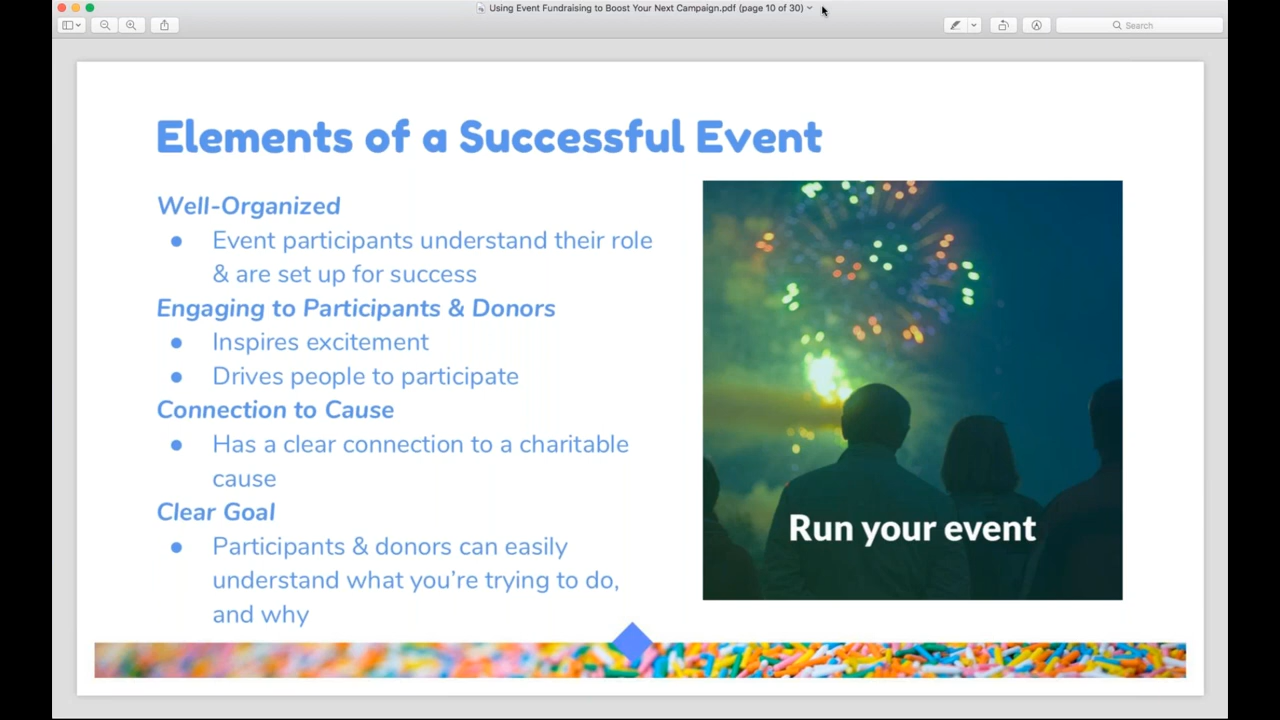 Using Event Fundraising to Boost Your Next Campaign.pdf (page 10 of 30)
Search
Elements of a Successful Event
Well-Organized
● Event participants understand their role
& are set up for success
Engaging to Participants & Donors
● Inspires excitement
● Drives people to participate
Connection to Cause
● Has a clear connection to a charitable
cause
Clear Goal
● Participants & donors can easily
understand what you're trying to do,
and why
Run your event